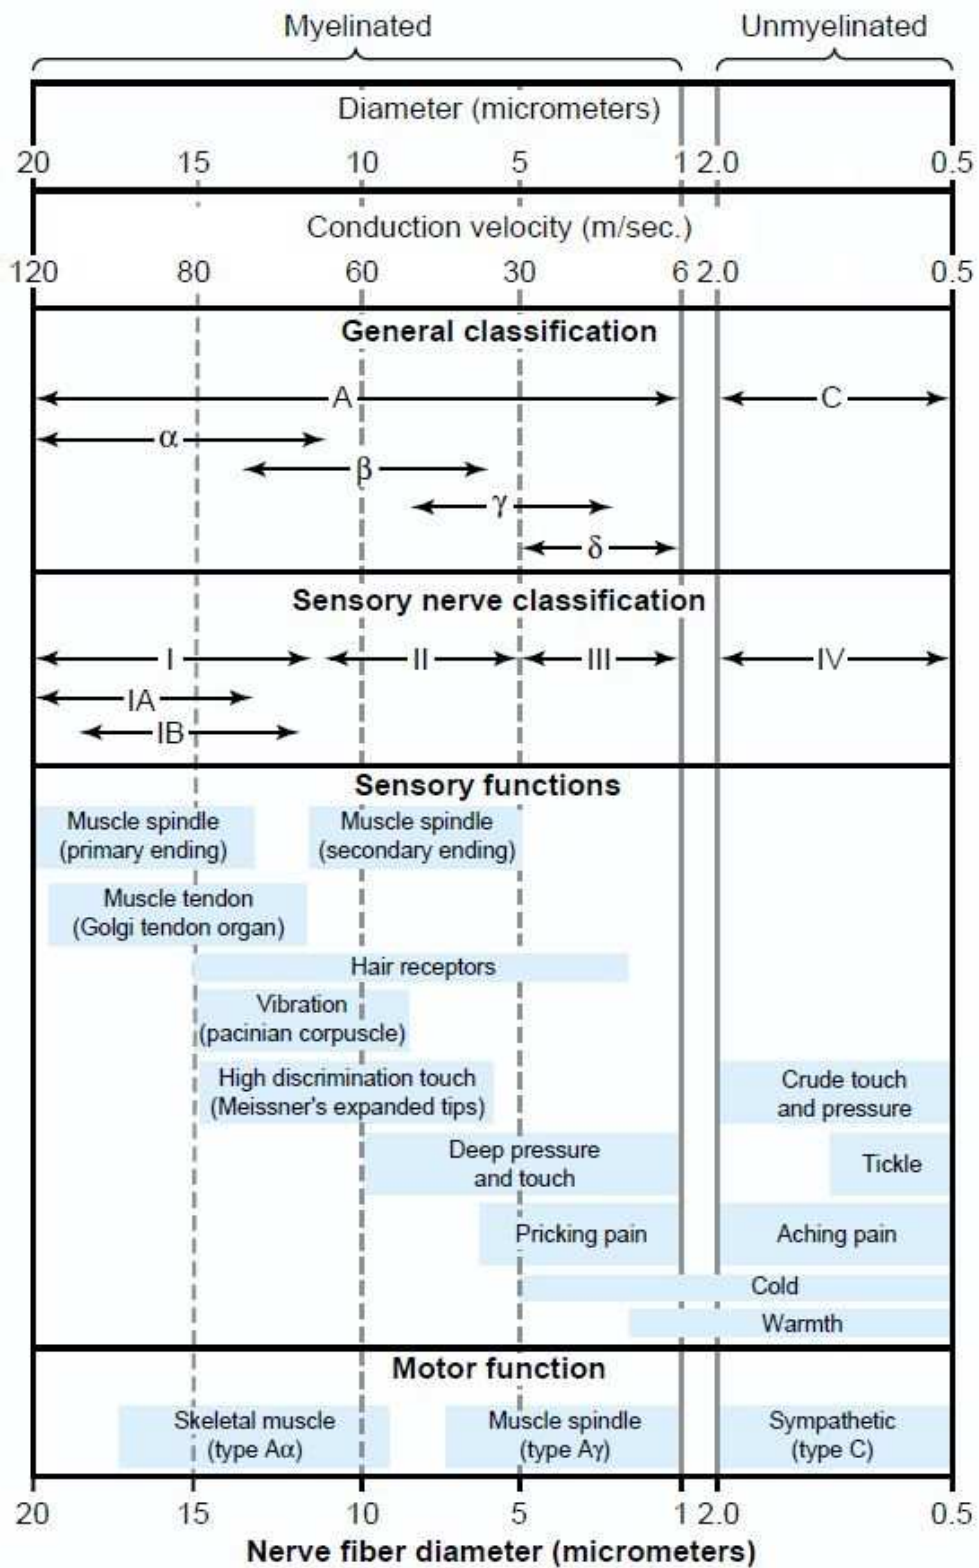 Myelinated Unmyelinated
Diameter (micrometers)
20 15 10 5 1 2.0 0.5
Conduction velocity (m/sec.)
120 80 60 30 6 2.0 0.5
General classification
A C
α
β
γ
δ
Sensory nerve classification
I II III IV
IA
IB
Sensory functions
Muscle spindle
(primary ending)
Muscle spindle
(secondary ending)
Muscle tendon
(Golgi tendon organ)
Hair receptors
Vibration
(pacinian corpuscle)
High discrimination touch
(Meissner's expanded tips)
Crude touch
and pressure
Deep pressure
and touch
Tickle
Pricking pain
Aching pain
Cold
Warmth
Motor function
Skeletal muscle
(type Aα)
Muscle spindle
(type Aγ)
Sympathetic
(type C)
20 15 10 5 1 2.0 0.5
Nerve fiber diameter (micrometers)